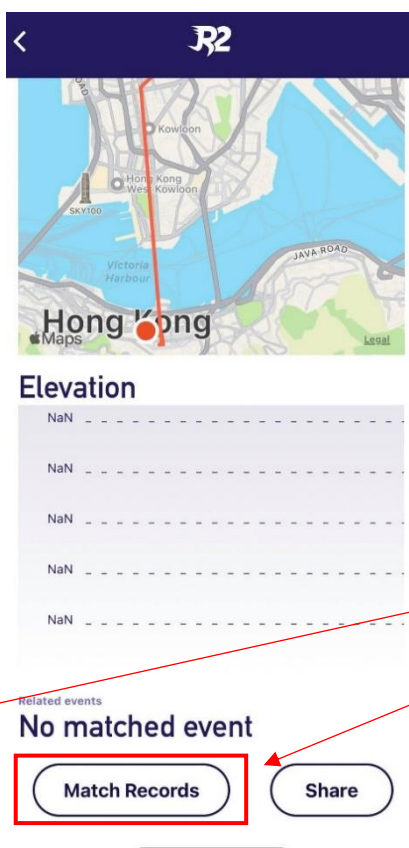 R2
ROAD
Kowloon
Hong Kong
West Kowloon
SKY100
Victoria
Harbour
JAVA ROAD
Hong Kong
Maps
Legal
Elevation
NaN
NaN
NaN
NaN
NaN
Related events
No matched event
Match Records
Share